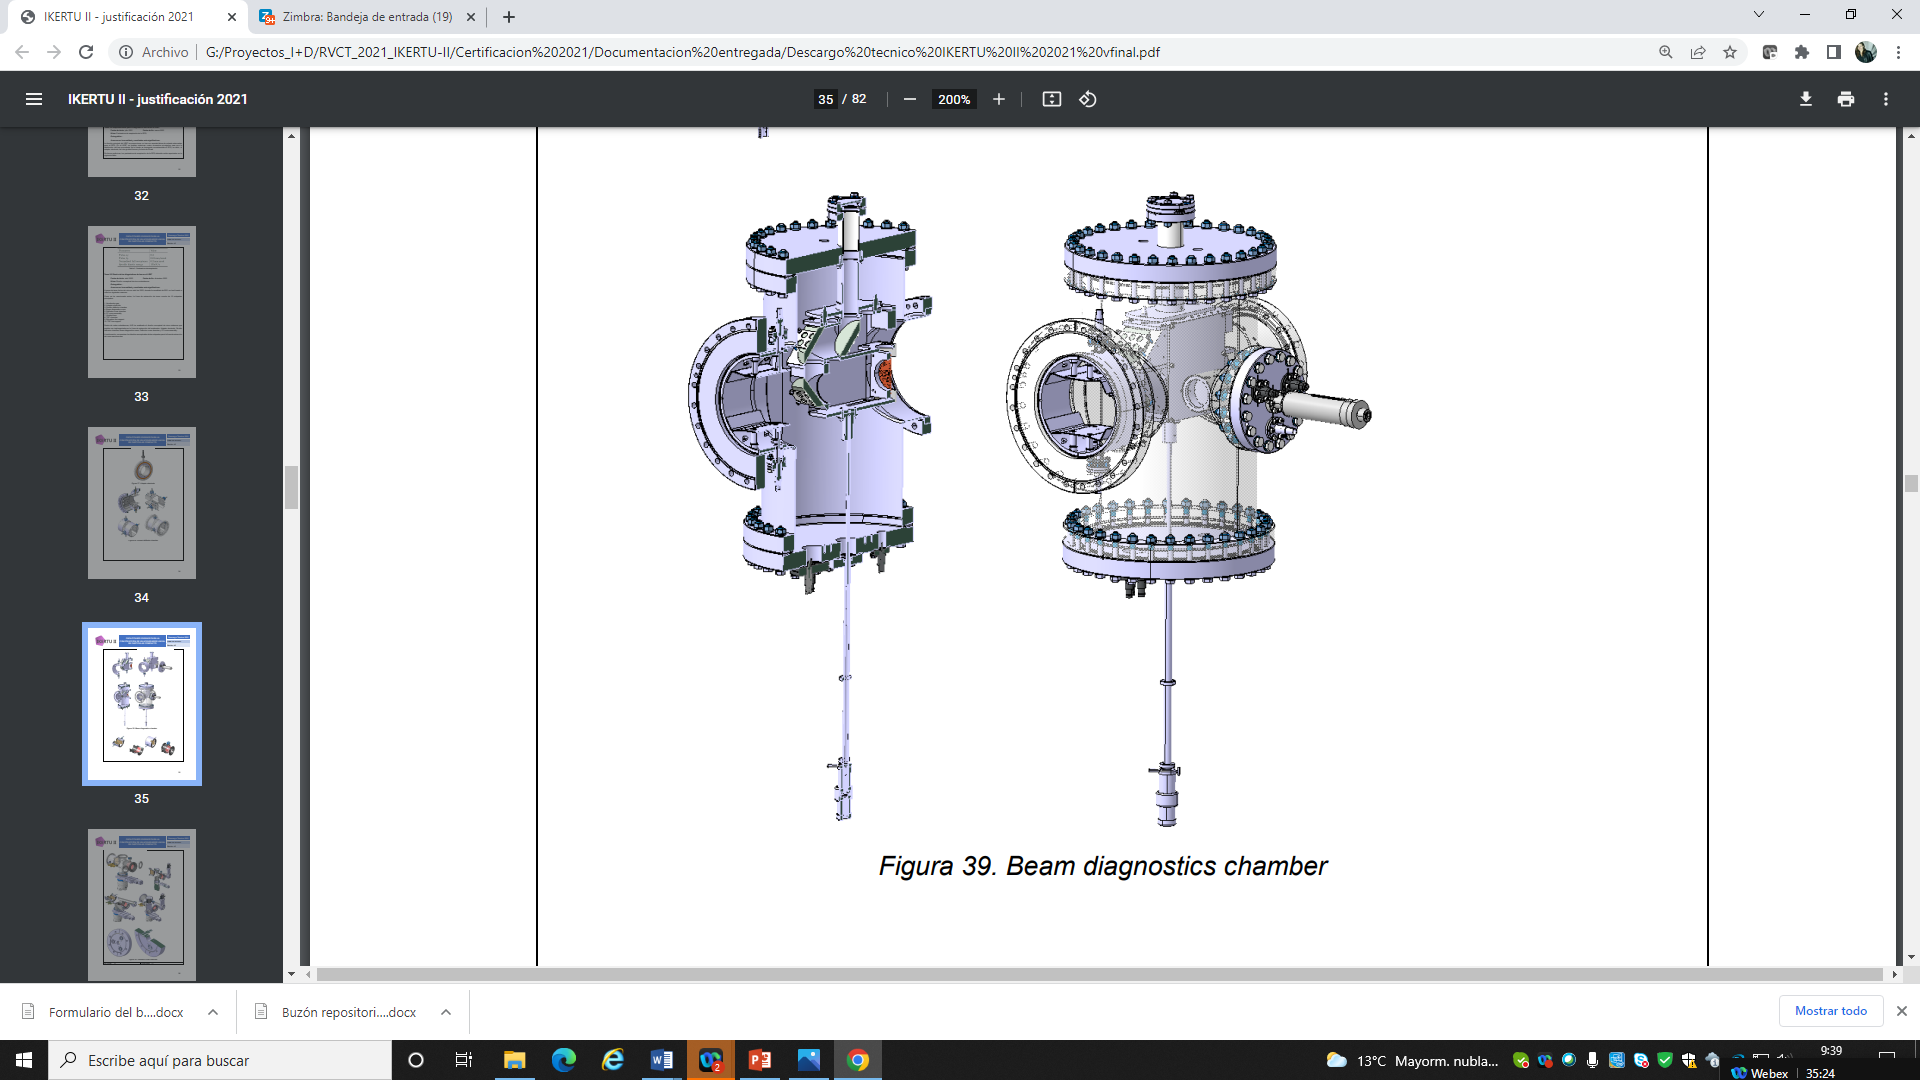 IKERTU II - justificación 2021
Zimbra: Bandeja de entrada (19)
Archivo
G:/Proyectos_I+D/RVCT_2021_IKERTU-II/Certificacion%202021/Documentacion%20entregada/Descargo%20tecnico%20IKERTU%20II%202021%20vfinal.pdf
IKERTU II - justificación 2021
35 / 82
200%
32
33
34
35
Figura 39. Beam diagnostics chamber
Formulario del b....docx
Buzón repositori....docx
Mostrar todo
Escribe aquí para buscar
13°C Mayorm. nubla...
9:39
Webex
35:24